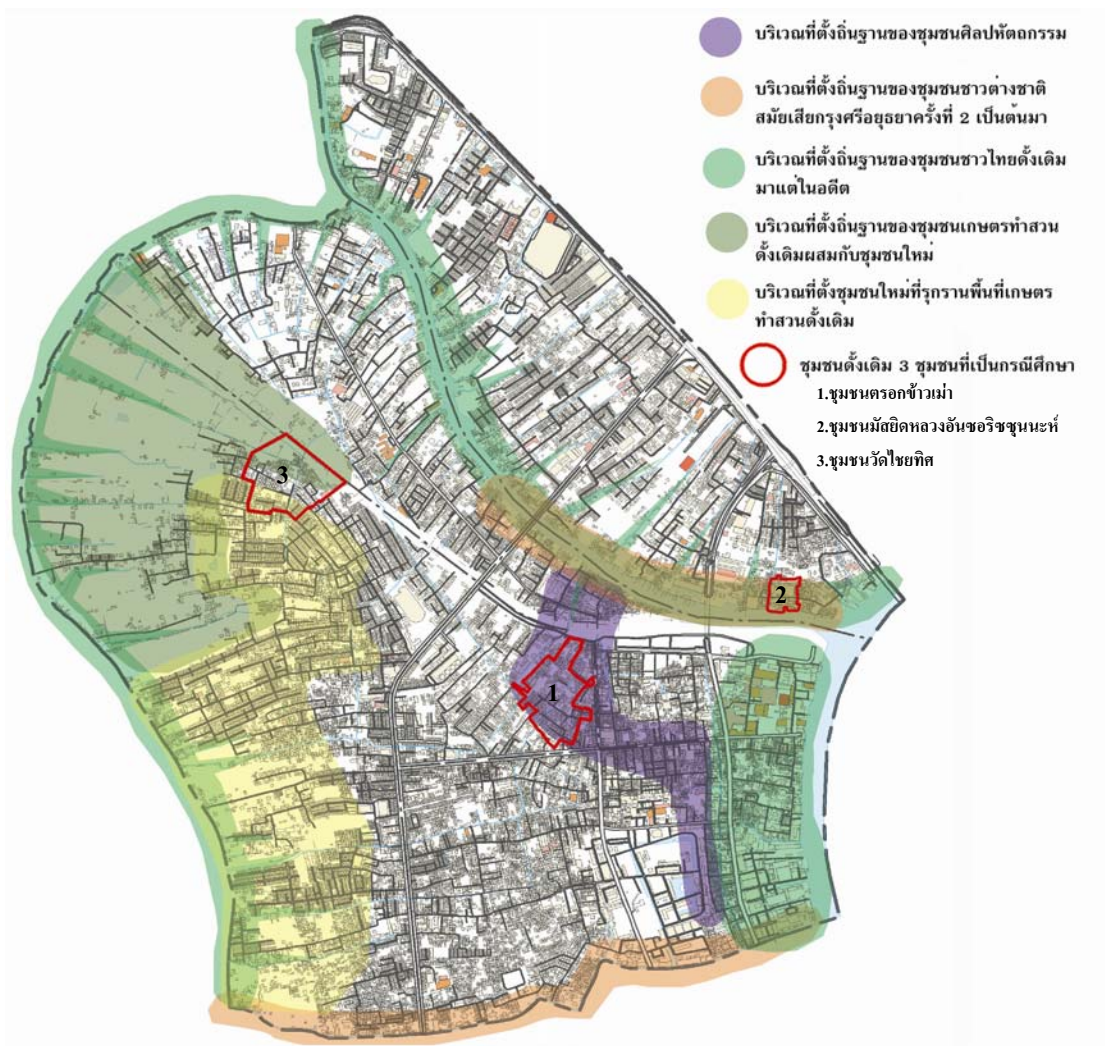 บริเวณที่ตั้งถิ่นฐานของชุมชนศิลปหัตถกรรม
บริเวณที่ตั้งถิ่นฐานของชุมชนชาวต่างชาติ
สมัยเสียกรุงศรีอยุธยาครั้งที่ 2 เป็นต้นมา
บริเวณที่ตั้งถิ่นฐานของชุมชนชาวไทยดั้งเดิม
มาแต่ในอดีต
บริเวณที่ตั้งถิ่นฐานของชุมชนเกษตรทำสวน
ดั้งเดิมผสมกับชุมชนใหม่
บริเวณที่ตั้งชุมชนใหม่ที่รุกรานพื้นที่เกษตร
ทำสวนดั้งเดิม
ชุมชนดั้งเดิม 3 ชุมชนที่เป็นกรณีศึกษา
1.ชุมชนตรอกข้าวเม่า
2.ชุมชนมัสยิดหลวงอันซอริซซุนนะห์
3.ชุมชนวัดไชยทิศ
3
2
1